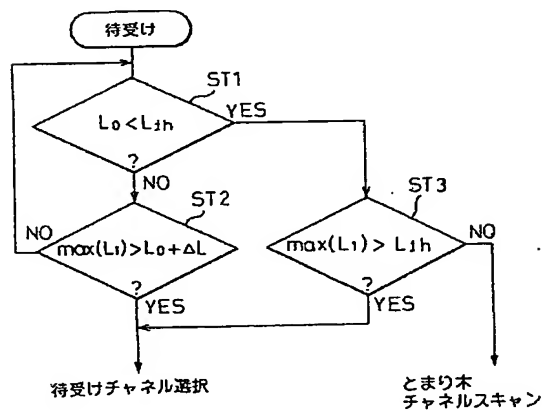 待受け
ST1
L0<Lth
?
YES
NO
ST2
max(Li)>L0+ΔL
?
NO
YES
ST3
max(Li)>Lth
?
NO
YES
待受けチャネル選択
とまり木
チャネルスキャン